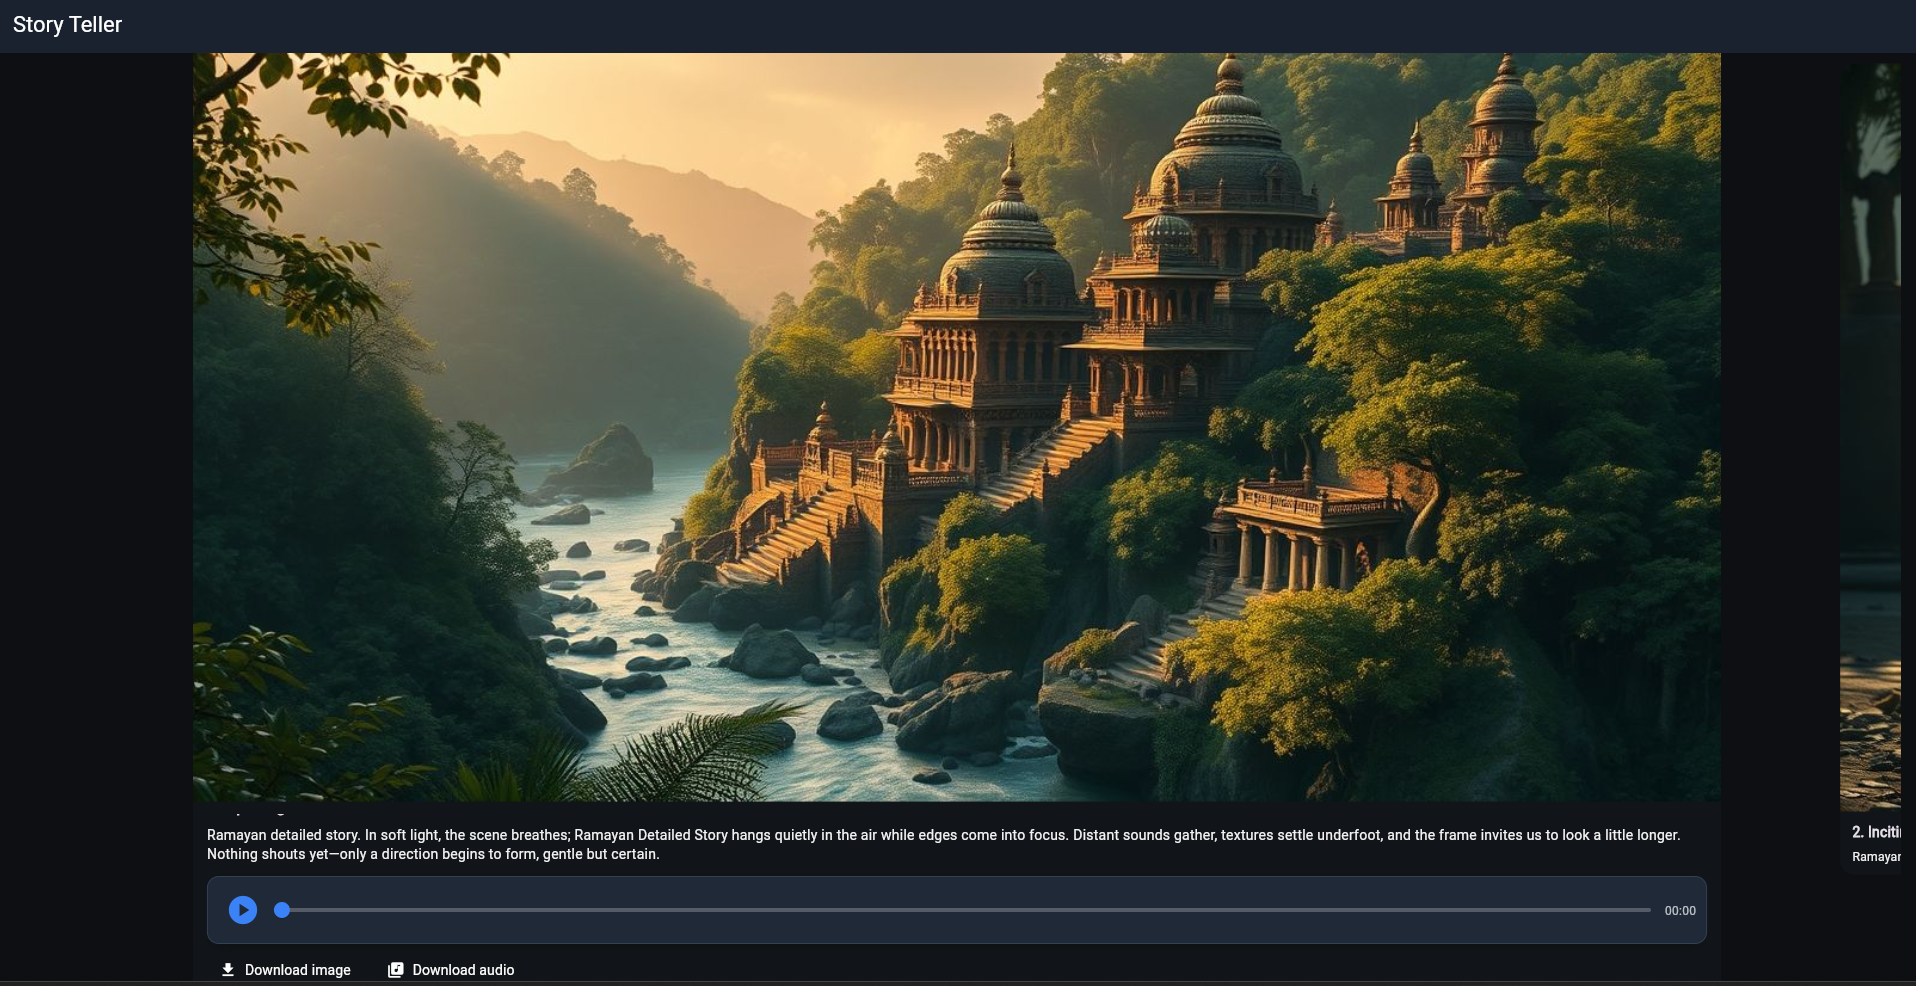 Story Teller
Ramayan detailed story. In soft light, the scene breathes; Ramayan Detailed Story hangs quietly in the air while edges come into focus. Distant sounds gather, textures settle underfoot, and the frame invites us to look a little longer.
Nothing shouts yet—only a direction begins to form, gentle but certain.
00:00
Download image Download audio
2.